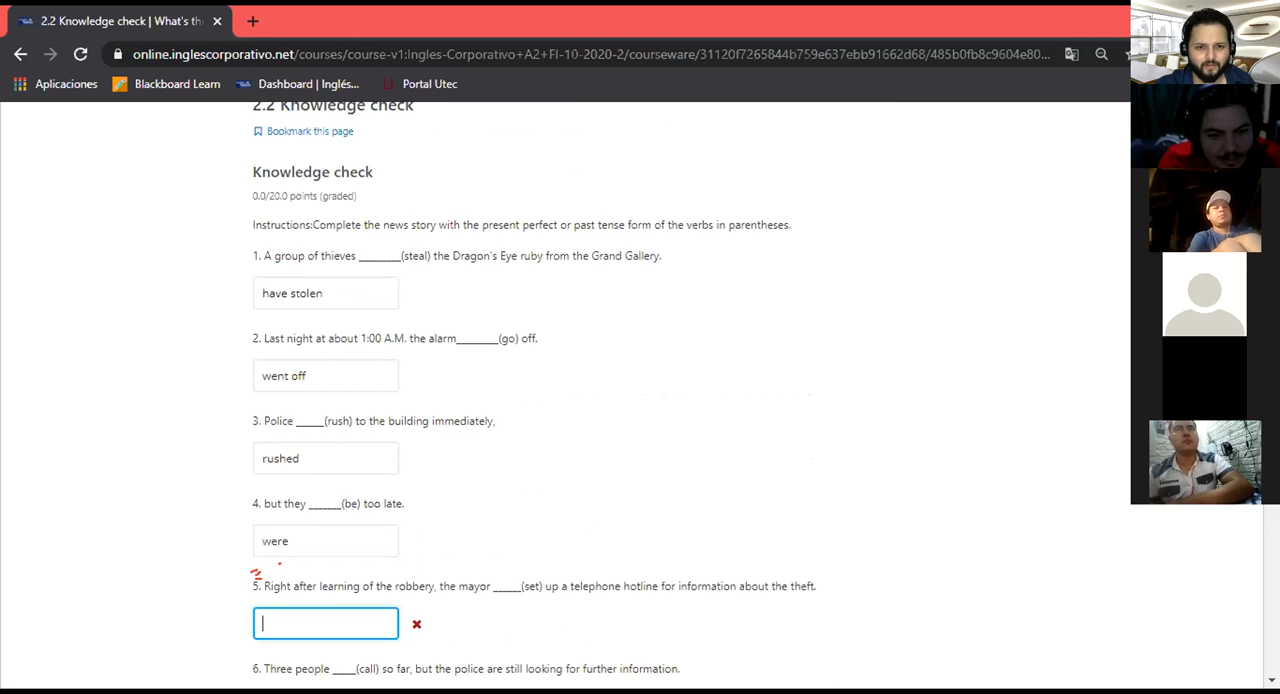 2.2 Knowledge check | What's th
online.inglescorporativo.net/courses/course-v1:Ingles-Corporativo+A2+FI-10-2020-2/courseware/31120f7265844b759e637ebb91662d68/485b0fb8c9604e80...
Aplicaciones Blackboard Learn Dashboard | Inglés... Portal Utec
2.2 Knowledge check
Bookmark this page
Knowledge check
0.0/20.0 points (graded)
Instructions:Complete the news story with the present perfect or past tense form of the verbs in parentheses.
1. A group of thieves ________(steal) the Dragon's Eye ruby from the Grand Gallery.
have stolen
2. Last night at about 1:00 A.M. the alarm________(go) off.
went off
3. Police _____(rush) to the building immediately,
rushed
4. but they ______(be) too late.
were
5. Right after learning of the robbery, the mayor _____(set) up a telephone hotline for information about the theft.
6. Three people ____(call) so far, but the police are still looking for further information.